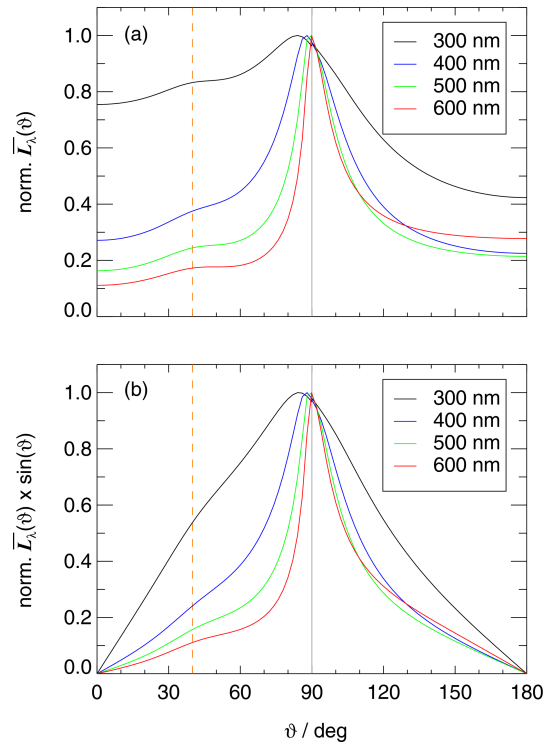 (a)
300 nm
400 nm
500 nm
600 nm
norm. L̅λ(ϑ)
1.0
0.8
0.6
0.4
0.2
0.0
(b)
300 nm
400 nm
500 nm
600 nm
norm. L̅λ(ϑ) x sin(ϑ)
1.0
0.8
0.6
0.4
0.2
0.0
0 30 60 90 120 150 180
ϑ / deg